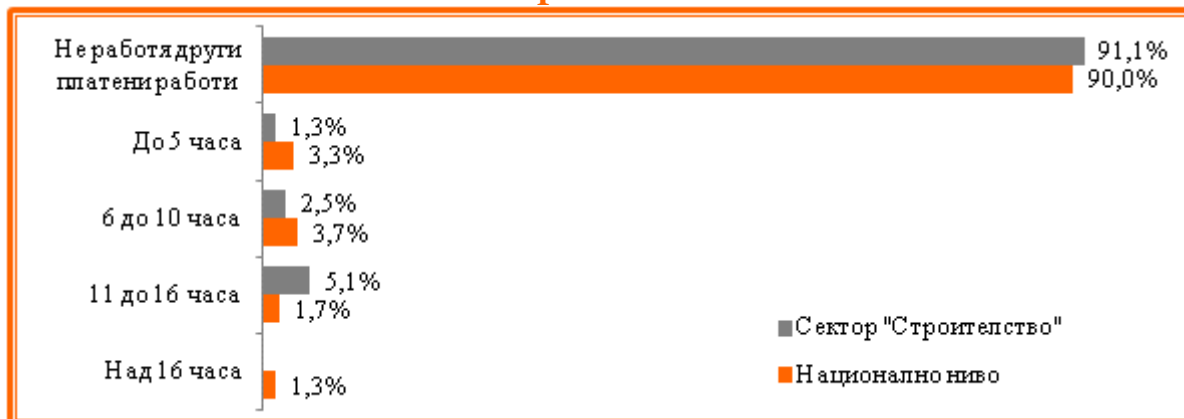 Не работя други
платени работи
91,1%
90,0%
До 5 часа
1,3%
3,3%
6 до 10 часа
2,5%
3,7%
11 до 16 часа
5,1%
1,7%
Над 16 часа
1,3%
Сектор "Строителство"
Национално ниво